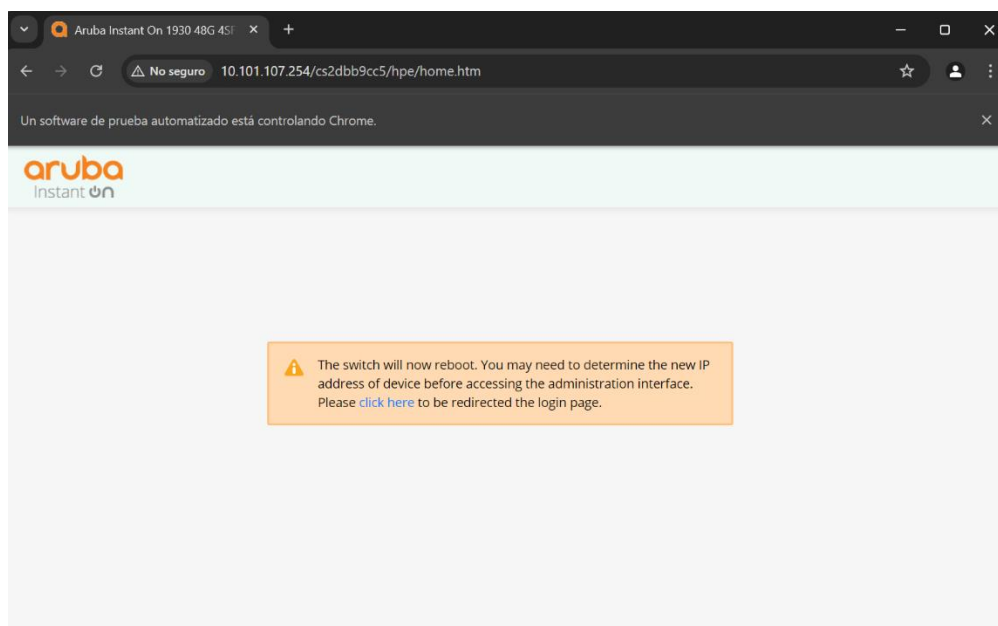 Aruba Instant On 1930 48G 4SF
No seguro 10.101.107.254/cs2dbb9cc5/hpe/home.htm
Un software de prueba automatizado está controlando Chrome.
aruba
Instant On
The switch will now reboot. You may need to determine the new IP
address of device before accessing the administration interface.
Please click here to be redirected the login page.